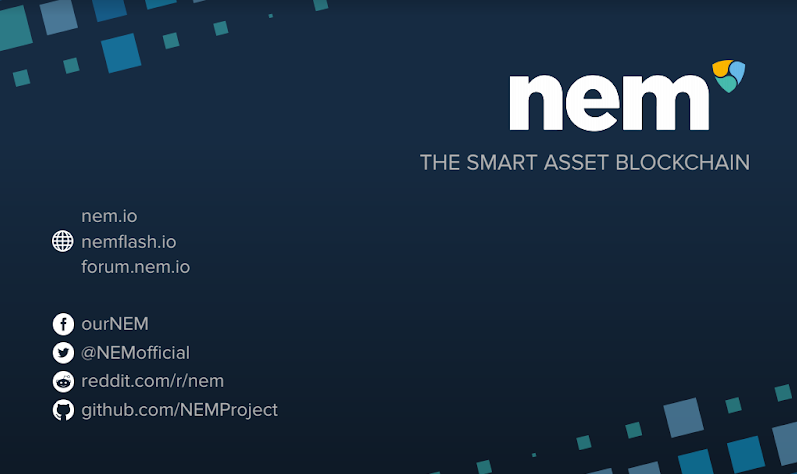 nem
THE SMART ASSET BLOCKCHAIN
nem.io
nemflash.io
forum.nem.io
ourNEM
@NEMofficial
reddit.com/r/nem
github.com/NEMProject